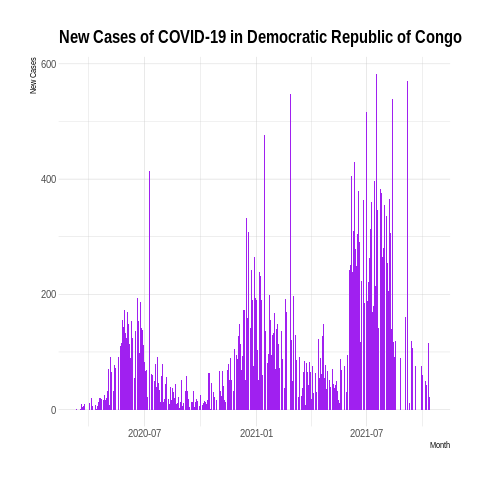 New Cases of COVID-19 in Democratic Republic of Congo
New Cases
600
400
200
0
2020-07
2021-01
2021-07
Month